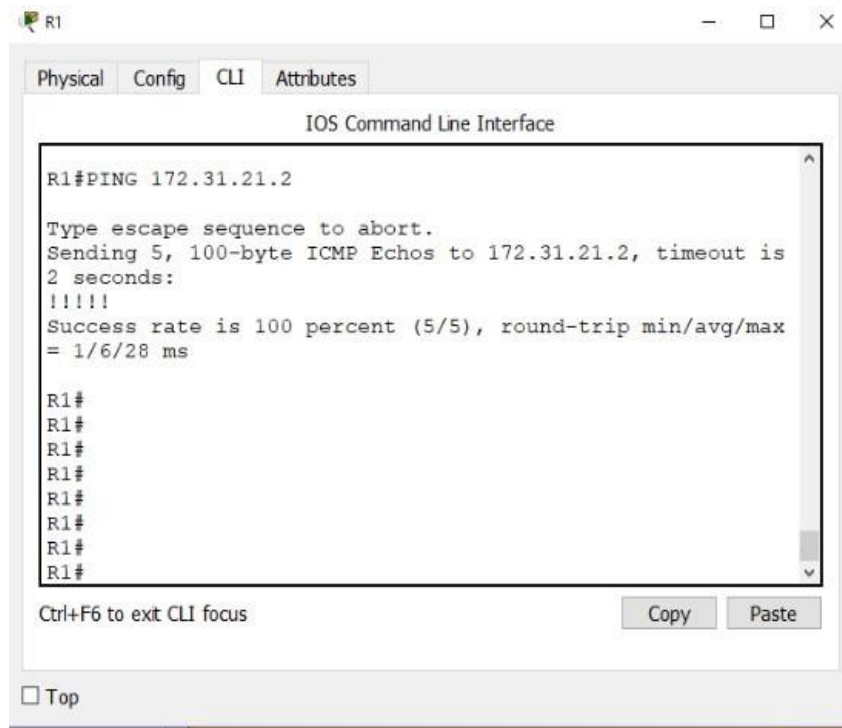 R1
Physical Config CLI Attributes
IOS Command Line Interface
R1#PING 172.31.21.2
Type escape sequence to abort.
Sending 5, 100-byte ICMP Echos to 172.31.21.2, timeout is
2 seconds:
!!!!!
Success rate is 100 percent (5/5), round-trip min/avg/max
= 1/6/28 ms
R1#
R1#
R1#
R1#
R1#
R1#
R1#
R1#
Ctrl+F6 to exit CLI focus
Copy Paste
Top